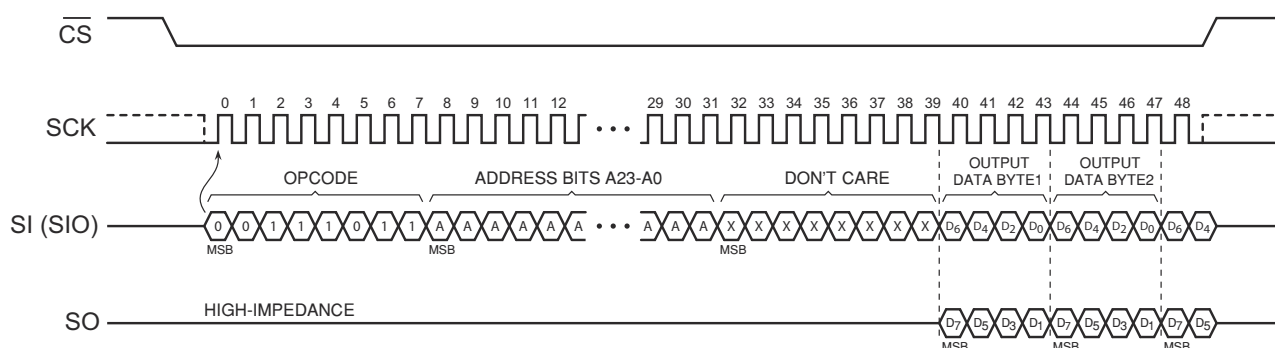 CS
0 1 2 3 4 5 6 7 8 9 10 11 12 29 30 31 32 33 34 35 36 37 38 39 40 41 42 43 44 45 46 47 48
SCK
OPCODE ADDRESS BITS A23-A0 DON'T CARE OUTPUT DATA BYTE1 OUTPUT DATA BYTE2
SI (SIO) 0 0 1 1 1 0 1 1 A A A A A A A A A X X X X X X X X D6 D4 D2 D0 D6 D4 D2 D0 D6 D4
MSB MSB MSB
HIGH-IMPEDANCE
SO D7 D5 D3 D1 D7 D5 D3 D1 D7 D5
MSB MSB MSB